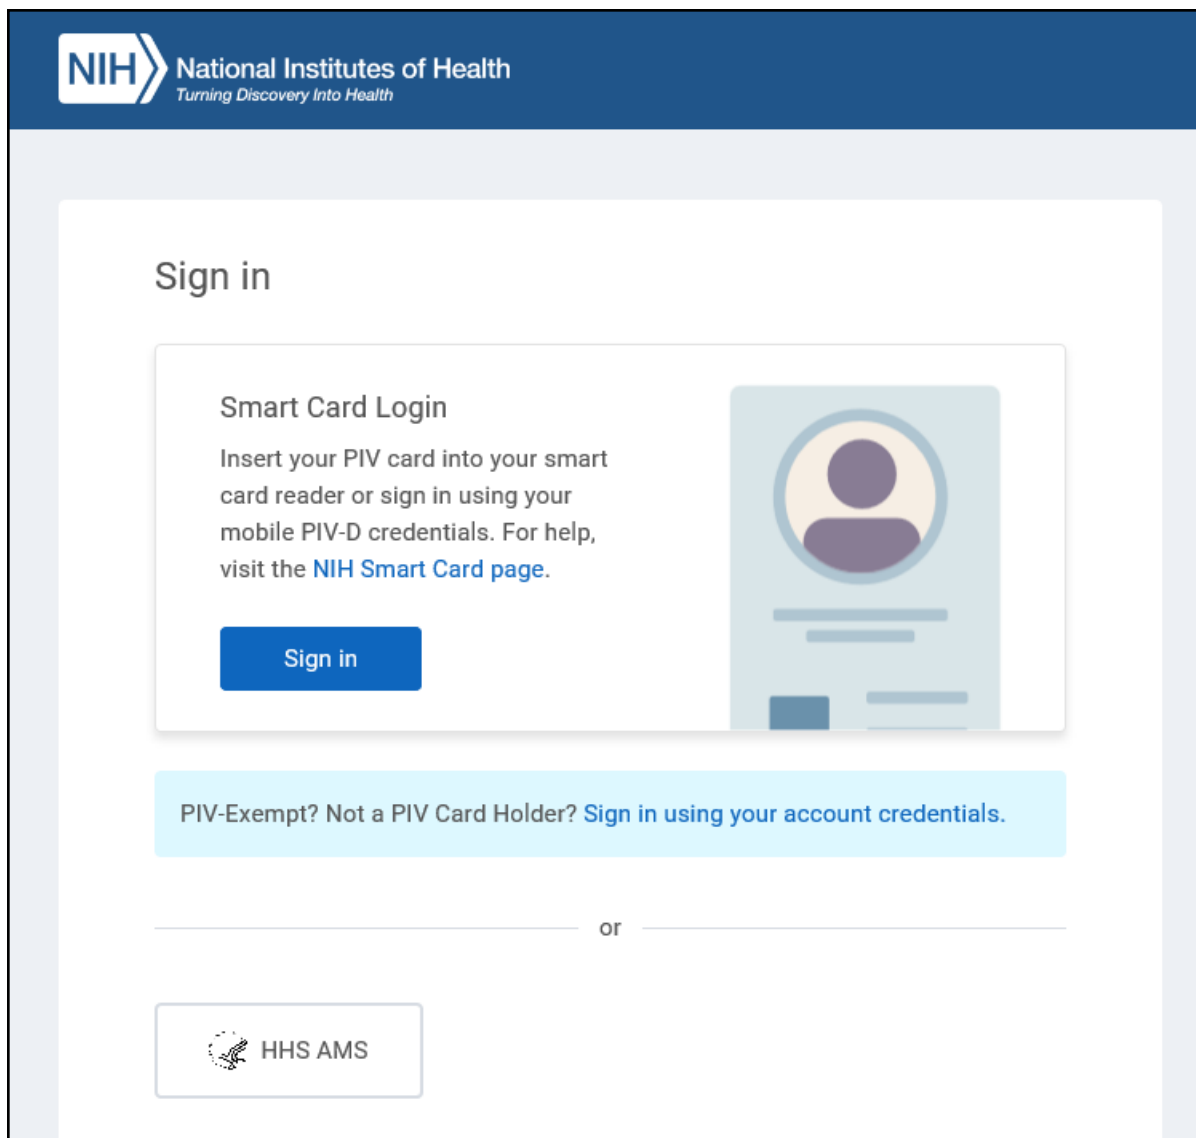 NIH
National Institutes of Health
Turning Discovery Into Health
Sign in
Smart Card Login
Insert your PIV card into your smart
card reader or sign in using your
mobile PIV-D credentials. For help,
visit the NIH Smart Card page.
Sign in
PIV-Exempt? Not a PIV Card Holder? Sign in using your account credentials.
or
HHS AMS